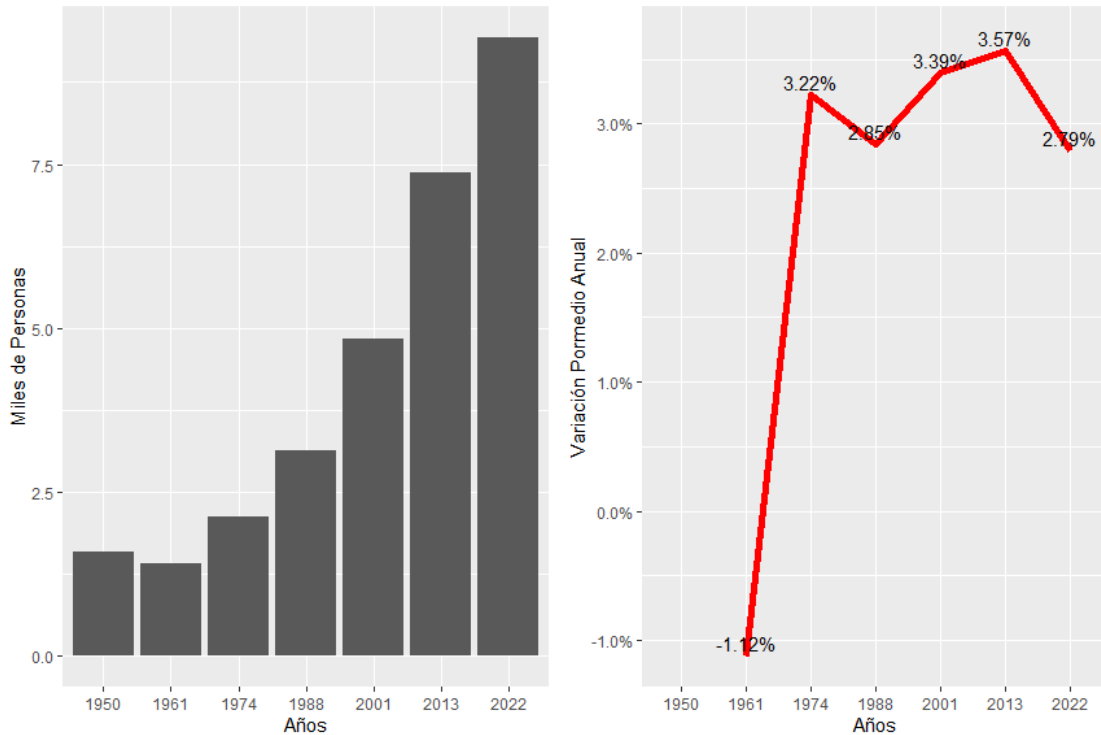 Miles de Personas
7.5
5.0
2.5
0.0
1950 1961 1974 1988 2001 2013 2022
Años
Variación Pormedio Anual
3.0%
2.0%
1.0%
0.0%
-1.0%
-1.12%
3.22%
2.85%
3.39%
3.57%
2.79%
1950 1961 1974 1988 2001 2013 2022
Años